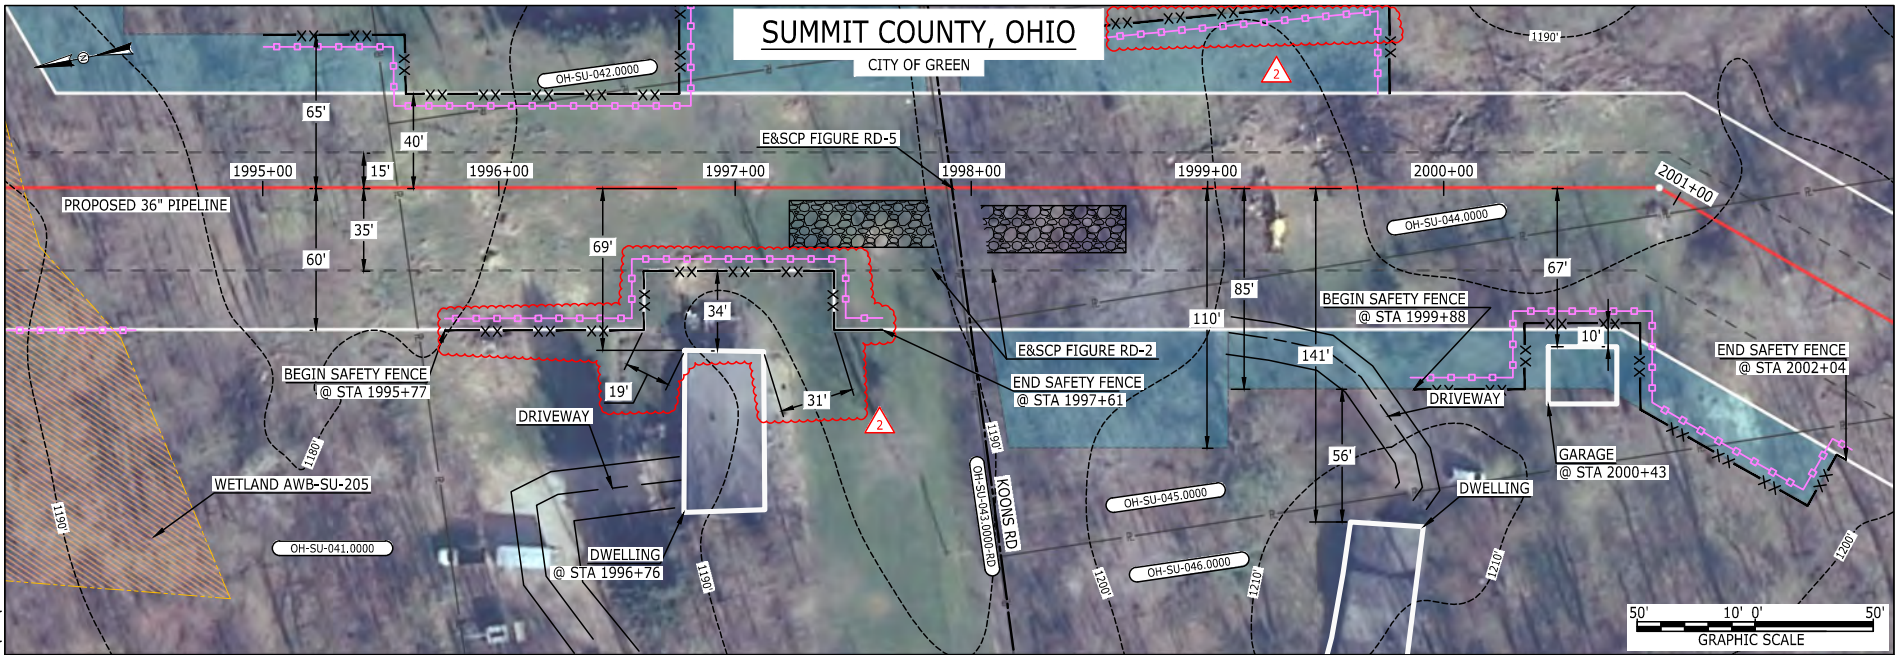 SUMMIT COUNTY, OHIO
CITY OF GREEN
N
OH-SU-042.0000
2
1190'
65'
40'
E&SCP FIGURE RD-5
15'
1995+00
1996+00
1997+00
1998+00
1999+00
2000+00
2001+00
PROPOSED 36" PIPELINE
35'
60'
69'
34'
OH-SU-044.0000
67'
85'
110'
BEGIN SAFETY FENCE
@ STA 1999+88
10'
141'
E&SCP FIGURE RD-2
END SAFETY FENCE
@ STA 2002+04
BEGIN SAFETY FENCE
@ STA 1995+77
19'
31'
END SAFETY FENCE
@ STA 1997+61
DRIVEWAY
DRIVEWAY
2
1180'
1190'
56'
GARAGE
@ STA 2000+43
WETLAND AWB-SU-205
DWELLING
OH-SU-045.0000
KOONS RD
OH-SU-043.0000-RD
1190'
OH-SU-041.0000
DWELLING
@ STA 1996+76
1190'
OH-SU-046.0000
1200'
1210'
1210'
1200'
50' 10' 0' 50'
GRAPHIC SCALE